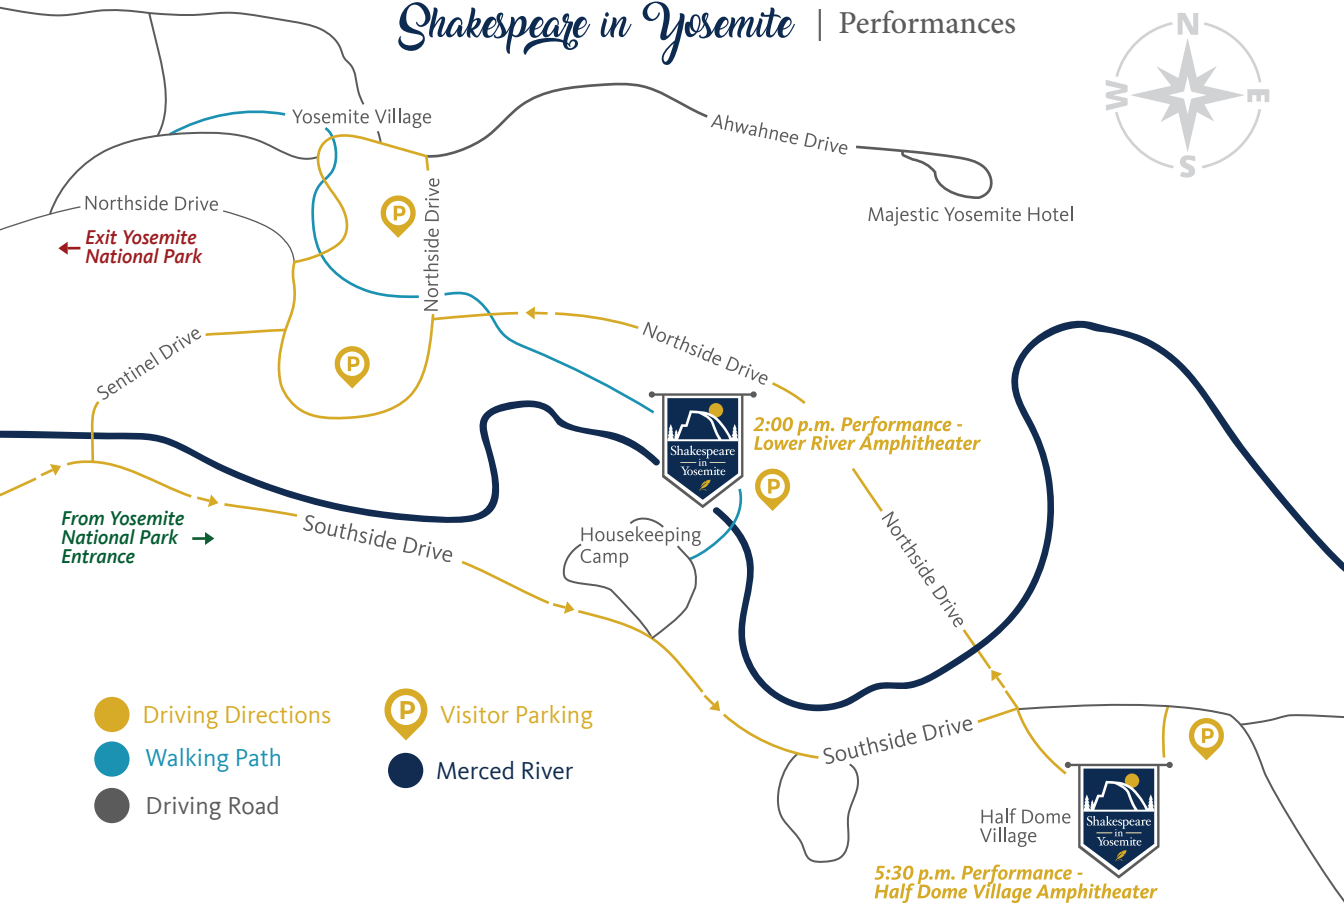 Shakespeare in Yosemite | Performances
N
W
E
S
Yosemite Village
Ahwahnee Drive
Northside Drive
Exit Yosemite
National Park
P
Northside Drive
Majestic Yosemite Hotel
Sentinel Drive
P
Northside Drive
Shakespeare
in
Yosemite
2:00 p.m. Performance -
Lower River Amphitheater
P
From Yosemite
National Park
Entrance
Southside Drive
Housekeeping
Camp
Northside Drive
Driving Directions
P
Visitor Parking
Walking Path
Merced River
Driving Road
Southside Drive
P
Half Dome
Village
Shakespeare
in
Yosemite
5:30 p.m. Performance -
Half Dome Village Amphitheater